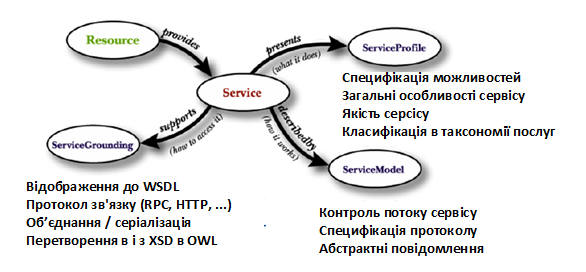 Resource
provides
presents
(what it does)
ServiceProfile
Service
Специфікація можливостей
Загальні особливості сервісу
Якість серсісу
Класифікація в таксономії послуг
supports
(how to access it)
describedby
(how it works)
ServiceGrounding
ServiceModel
Відображення до WSDL
Протокол зв'язку (RPC, HTTP, ...)
Об’єднання / серіалізація
Перетворення в і з XSD в OWL
Контроль потоку сервісу
Специфікація протоколу
Абстрактні повідомлення